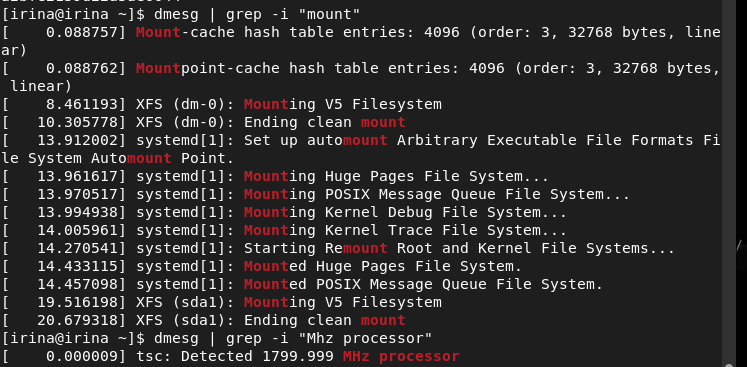 [irina@irina ~]$ dmesg | grep -i "mount"
[    0.088757] Mount-cache hash table entries: 4096 (order: 3, 32768 bytes, line
ar)
[    0.088762] Mountpoint-cache hash table entries: 4096 (order: 3, 32768 bytes,
 linear)
[    8.461193] XFS (dm-0): Mounting V5 Filesystem
[   10.305778] XFS (dm-0): Ending clean mount
[   13.912002] systemd[1]: Set up automount Arbitrary Executable File Formats Fi
le System Automount Point.
[   13.961617] systemd[1]: Mounting Huge Pages File System...
[   13.970517] systemd[1]: Mounting POSIX Message Queue File System...
[   13.994938] systemd[1]: Mounting Kernel Debug File System...
[   14.005961] systemd[1]: Mounting Kernel Trace File System...
[   14.270541] systemd[1]: Starting Remount Root and Kernel File Systems...
[   14.433115] systemd[1]: Mounted Huge Pages File System.
[   14.457098] systemd[1]: Mounted POSIX Message Queue File System.
[   19.516198] XFS (sda1): Mounting V5 Filesystem
[   20.679318] XFS (sda1): Ending clean mount
[irina@irina ~]$ dmesg | grep -i "Mhz processor"
[    0.000009] tsc: Detected 1799.999 MHz processor